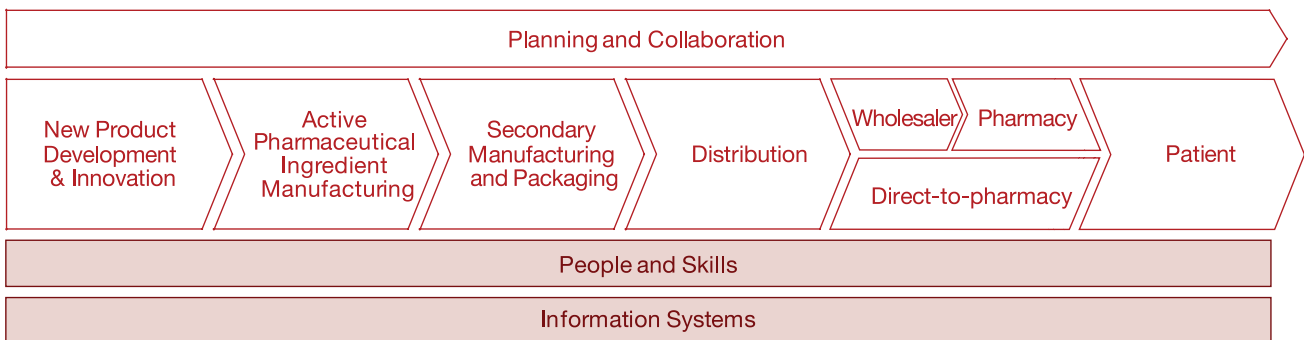 Planning and Collaboration
New Product
Development
& Innovation
Active
Pharmaceutical
Ingredient
Manufacturing
Secondary
Manufacturing
and Packaging
Distribution
Wholesaler
Pharmacy
Direct-to-pharmacy
Patient
People and Skills
Information Systems